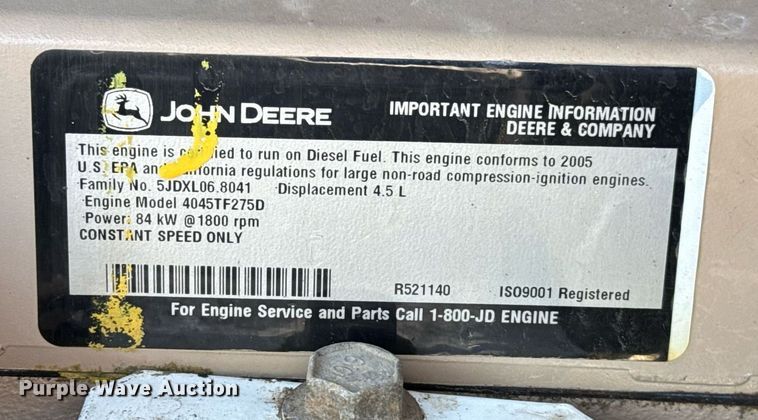 JOHN DEERE
IMPORTANT ENGINE INFORMATION
DEERE & COMPANY
This engine is to run on Diesel Fuel. This engine conforms to 2005
U.S. EPA and regulations for large non-road compression-ignition engines.
Family No. 5JDXL06.8041 Displacement 4.5 L
Engine Model 4045TF275D
Power: 84 kW @1800 rpm
CONSTANT SPEED ONLY
R521140 ISO9001 Registered
For Engine Service and Parts Call 1-800-JD ENGINE
Purple Wave Auction